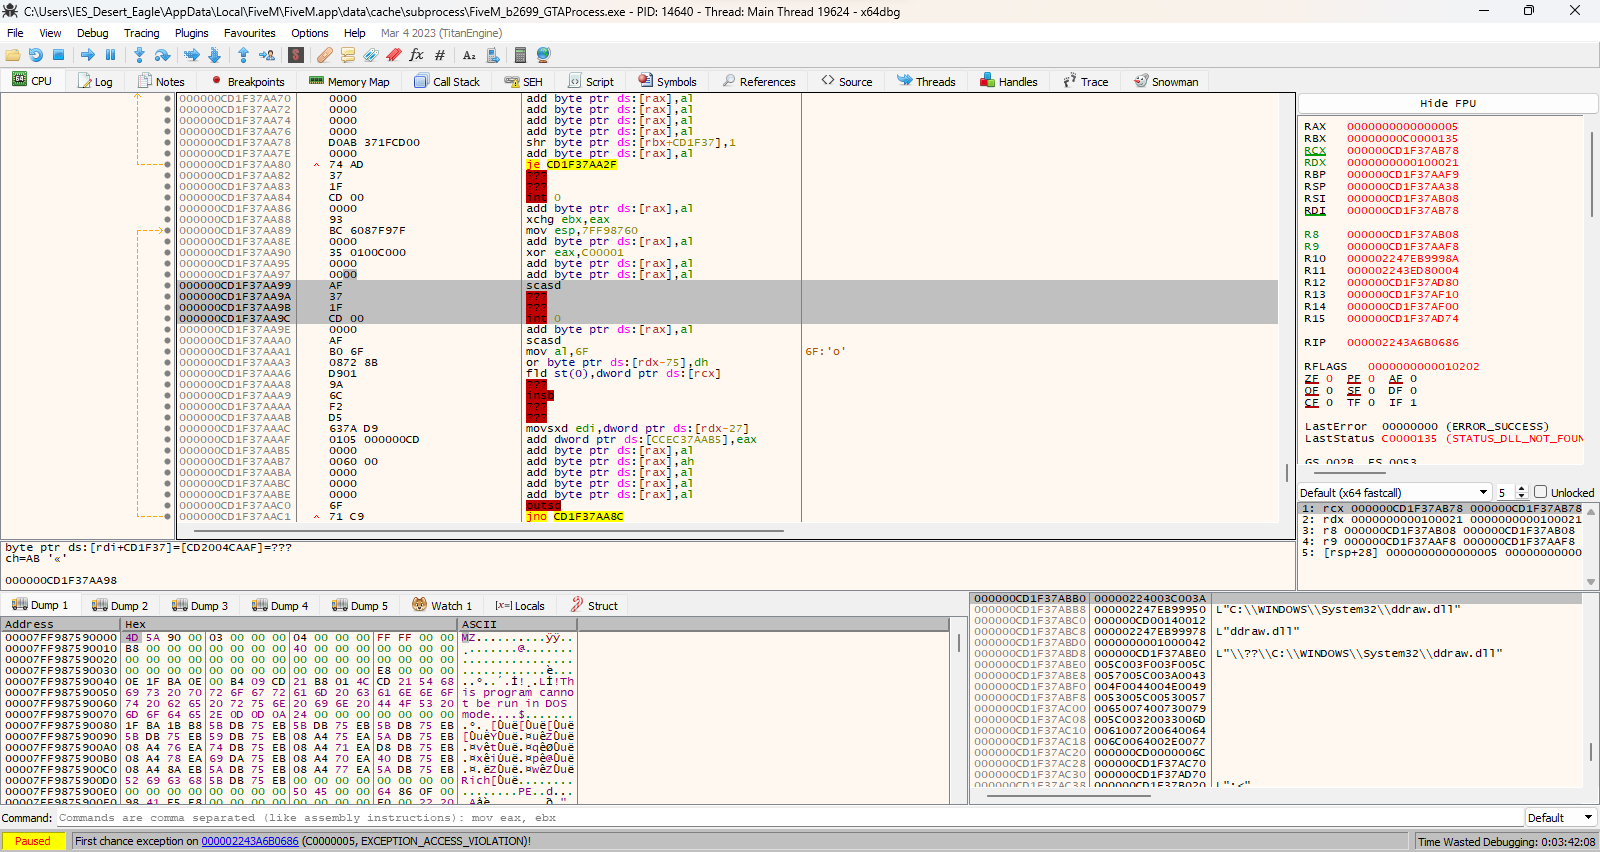 C:\Users\IES_Desert_Eagle\AppData\Local\FiveM\FiveM.app\data\cache\subprocess\FiveM_b2699_GTAProcess.exe - PID: 14640 - Thread: Main Thread 19624 - x64dbg
File View Debug Tracing Plugins Favourites Options Help Mar 4 2023 (TitanEngine)
CPU Log Notes Breakpoints Memory Map Call Stack SEH Script Symbols References Source Threads Handles Trace Snowman
000000CD1F37AA70 0000 add byte ptr ds:[rax],al
000000CD1F37AA72 0000 add byte ptr ds:[rax],al
000000CD1F37AA74 0000 add byte ptr ds:[rax],al
000000CD1F37AA76 0000 add byte ptr ds:[rax],al
000000CD1F37AA78 D0AB 371FCD00 shr byte ptr ds:[rbx+CD1F37],1
000000CD1F37AA7E 0000 add byte ptr ds:[rax],al
000000CD1F37AA80 74 AD je CD1F37AA2F
000000CD1F37AA82 37 ???
000000CD1F37AA83 1F ???
000000CD1F37AA84 CD 00 int 0
000000CD1F37AA86 0000 add byte ptr ds:[rax],al
000000CD1F37AA88 93 xchg ebx,eax
000000CD1F37AA89 BC 6087F97F mov esp,7FF98760
000000CD1F37AA8E 0000 add byte ptr ds:[rax],al
000000CD1F37AA90 35 0100C000 xor eax,C00001
000000CD1F37AA95 0000 add byte ptr ds:[rax],al
000000CD1F37AA97 0000 add byte ptr ds:[rax],al
000000CD1F37AA99 AF scasd
000000CD1F37AA9A 37 ???
000000CD1F37AA9B 1F ???
000000CD1F37AA9C CD 00 int 0
000000CD1F37AA9E 0000 add byte ptr ds:[rax],al
000000CD1F37AAA0 AF scasd
000000CD1F37AAA1 B0 6F mov al,6F 6F:'o'
000000CD1F37AAA3 0872 8B or byte ptr ds:[rdx-75],dh
000000CD1F37AAA6 D901 fld st(0),dword ptr ds:[rcx]
000000CD1F37AAA8 9A ???
000000CD1F37AAA9 6C insb
000000CD1F37AAAA F2 ???
000000CD1F37AAAB D5 ???
000000CD1F37AAAC 637A D9 movsxd edi,dword ptr ds:[rdx-27]
000000CD1F37AAAF 0105 000000CD add dword ptr ds:[CCEC37AAB5],eax
000000CD1F37AAB5 0000 add byte ptr ds:[rax],al
000000CD1F37AAB7 0060 00 add byte ptr ds:[rax],ah
000000CD1F37AABA 0000 add byte ptr ds:[rax],al
000000CD1F37AABC 0000 add byte ptr ds:[rax],al
000000CD1F37AABE 0000 add byte ptr ds:[rax],al
000000CD1F37AAC0 6F outsd
000000CD1F37AAC1 71 C9 jno CD1F37AA8C
Hide FPU
RAX 0000000000000005
RBX 00000000C0000135
RCX 000000CD1F37AB78
RDX 0000000000100021
RBP 000000CD1F37AAF9
RSP 000000CD1F37AA38
RSI 000000CD1F37AB08
RDI 000000CD1F37AB78
R8 000000CD1F37AB08
R9 000000CD1F37AAF8
R10 000002247EB9998A
R11 000002243ED80004
R12 000000CD1F37AD80
R13 000000CD1F37AF10
R14 000000CD1F37AF00
R15 000000CD1F37AD74
RIP 000002243A6B0686
RFLAGS 0000000000010202
ZF 0 PF 0 AF 0
OF 0 SF 0 DF 0
CF 0 TF 0 IF 1
LastError 00000000 (ERROR_SUCCESS)
LastStatus C0000135 (STATUS_DLL_NOT_FOUN
GS 002B FS 0053
Default (x64 fastcall) 5 Unlocked
1: rcx 000000CD1F37AB78 000000CD1F37AB78
2: rdx 0000000000100021 0000000000100021
3: r8 000000CD1F37AB08 000000CD1F37AB08
4: r9 000000CD1F37AAF8 000000CD1F37AAF8
5: [rsp+28] 0000000000000005 00000000000
byte ptr ds:[rdi+CD1F37]=[CD2004CAAF]=???
ch=AB '«'
000000CD1F37AA98
Dump 1 Dump 2 Dump 3 Dump 4 Dump 5 Watch 1 [x=] Locals Struct
Address Hex ASCII
00007FF987590000 4D 5A 90 00 03 00 00 00 04 00 00 00 FF FF 00 00 MZ..........ÿÿ..
00007FF987590010 B8 00 00 00 00 00 00 00 40 00 00 00 00 00 00 00 ¸.......@.......
00007FF987590020 00 00 00 00 00 00 00 00 00 00 00 00 00 00 00 00 ................
00007FF987590030 00 00 00 00 00 00 00 00 00 00 00 00 E8 00 00 00 ............è...
00007FF987590040 0E 1F BA 0E 00 B4 09 CD 21 B8 01 4C CD 21 54 68 ..º..´.Í!¸.LÍ!Th
00007FF987590050 69 73 20 70 72 6F 67 72 61 6D 20 63 61 6E 6E 6F is program canno
00007FF987590060 74 20 62 65 20 72 75 6E 20 69 6E 20 44 4F 53 20 t be run in DOS
00007FF987590070 6D 6F 64 65 2E 0D 0D 0A 24 00 00 00 00 00 00 00 mode....$.......
00007FF987590080 1F BA 1B B8 5B DB 75 EB 5B DB 75 EB 5B DB 75 EB .º.¸[Ûuë[Ûuë[Ûuë
00007FF987590090 5B DB 75 EB 59 DB 75 EB 08 A4 75 EA 5A DB 75 EB [ÛuëYÛuë.¤uêZÛuë
00007FF9875900A0 08 A4 76 EA 74 DB 75 EB 08 A4 71 EA D8 DB 75 EB .¤vêtÛuë.¤qêØÛuë
00007FF9875900B0 08 A4 78 EA 69 DA 75 EB 08 A4 70 EA 40 DB 75 EB .¤xêiÚuë.¤pê@Ûuë
00007FF9875900C0 08 A4 8A EB 5A DB 75 EB 08 A4 77 EA 5A DB 75 EB .¤.ëZÛuë.¤wêZÛuë
00007FF9875900D0 52 69 63 68 5B DB 75 EB 00 00 00 00 00 00 00 00 Rich[Ûuë........
00007FF9875900E0 00 00 00 00 00 00 00 00 50 45 00 00 64 86 0F 00 ........PE..d...
000000CD1F37ABB0 00000224003C003A
000000CD1F37ABB8 000002247EB99950 L"C:\\WINDOWS\\System32\\ddraw.dll"
000000CD1F37ABC0 000000CD00140012
000000CD1F37ABC8 000002247EB99978 L"ddraw.dll"
000000CD1F37ABD0 0000000001000042
000000CD1F37ABD8 000000CD1F37ABE0 L"\\??\\C:\\WINDOWS\\System32\\ddraw.dll"
000000CD1F37ABE0 005C003F003F005C
000000CD1F37ABE8 0057005C003A0043
000000CD1F37ABF0 004F0044004E0049
000000CD1F37ABF8 0053005C00530057
000000CD1F37AC00 0065007400730079
000000CD1F37AC08 005C00320033006D
000000CD1F37AC10 0061007200640064
000000CD1F37AC18 006C0064002E0077
000000CD1F37AC20 000000CD0000006C
000000CD1F37AC28 000000CD1F37AC70
000000CD1F37AC30 000000CD1F37AD70
000000CD1F37AC38 000000CD1F37B020 L":<"
Command: Commands are comma separated (like assembly instructions): mov eax, ebx Default
Paused First chance exception on 000002243A6B0686 (C0000005, EXCEPTION_ACCESS_VIOLATION)! Time Wasted Debugging: 0:03:42:08